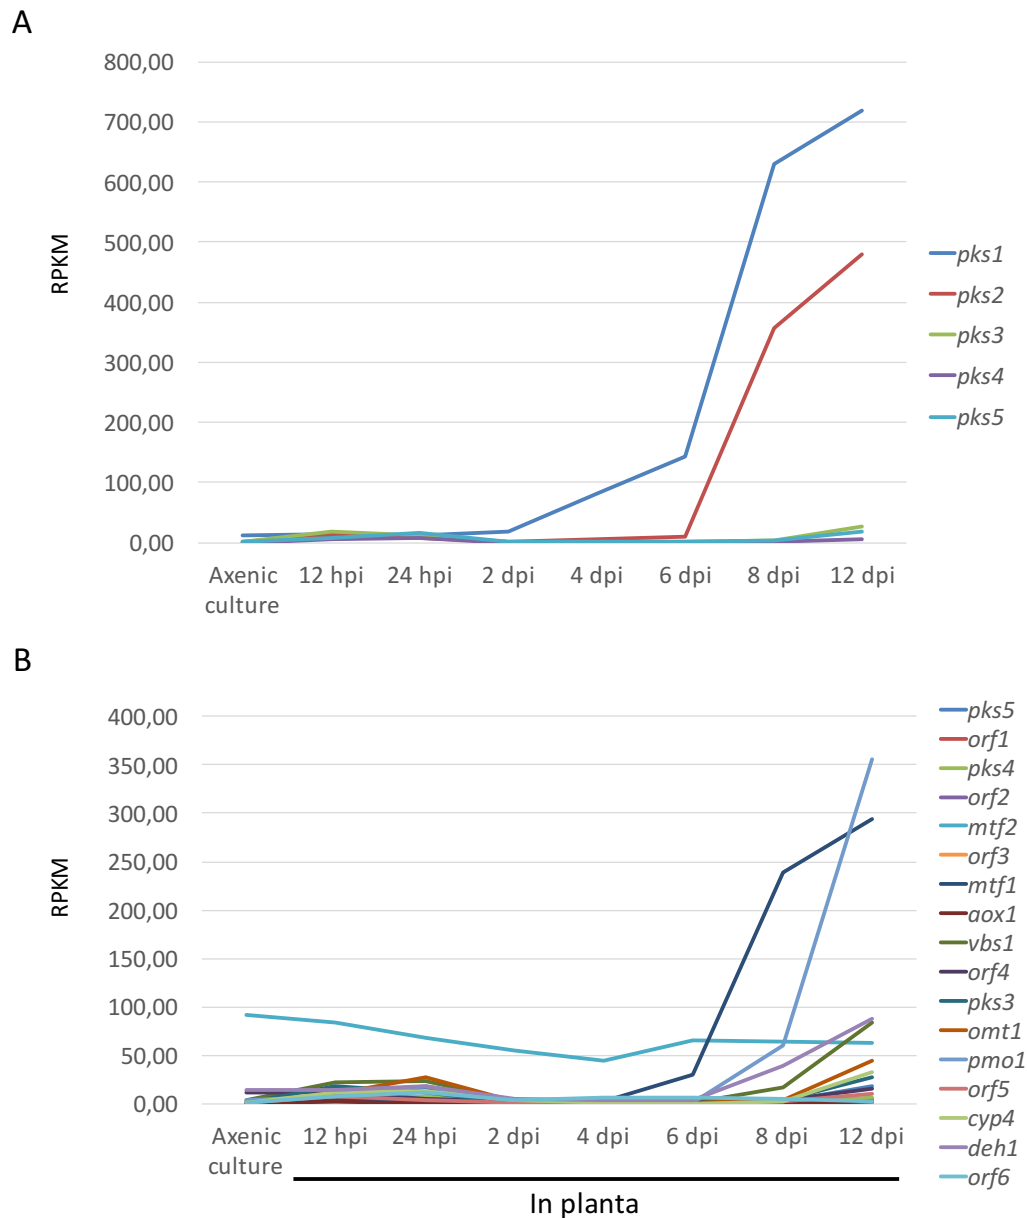 A
800,00
700,00
600,00
500,00
400,00
300,00
200,00
100,00
0,00
RPKM
Axenic culture
12 hpi
24 hpi
2 dpi
4 dpi
6 dpi
8 dpi
12 dpi
pks1
pks2
pks3
pks4
pks5
B
400,00
350,00
300,00
250,00
200,00
150,00
100,00
50,00
0,00
RPKM
Axenic culture
12 hpi
24 hpi
2 dpi
4 dpi
6 dpi
8 dpi
12 dpi
In planta
pks5
orf1
pks4
orf2
mtf2
orf3
mtf1
aox1
vbs1
orf4
pks3
omt1
pmo1
orf5
cyp4
deh1
orf6